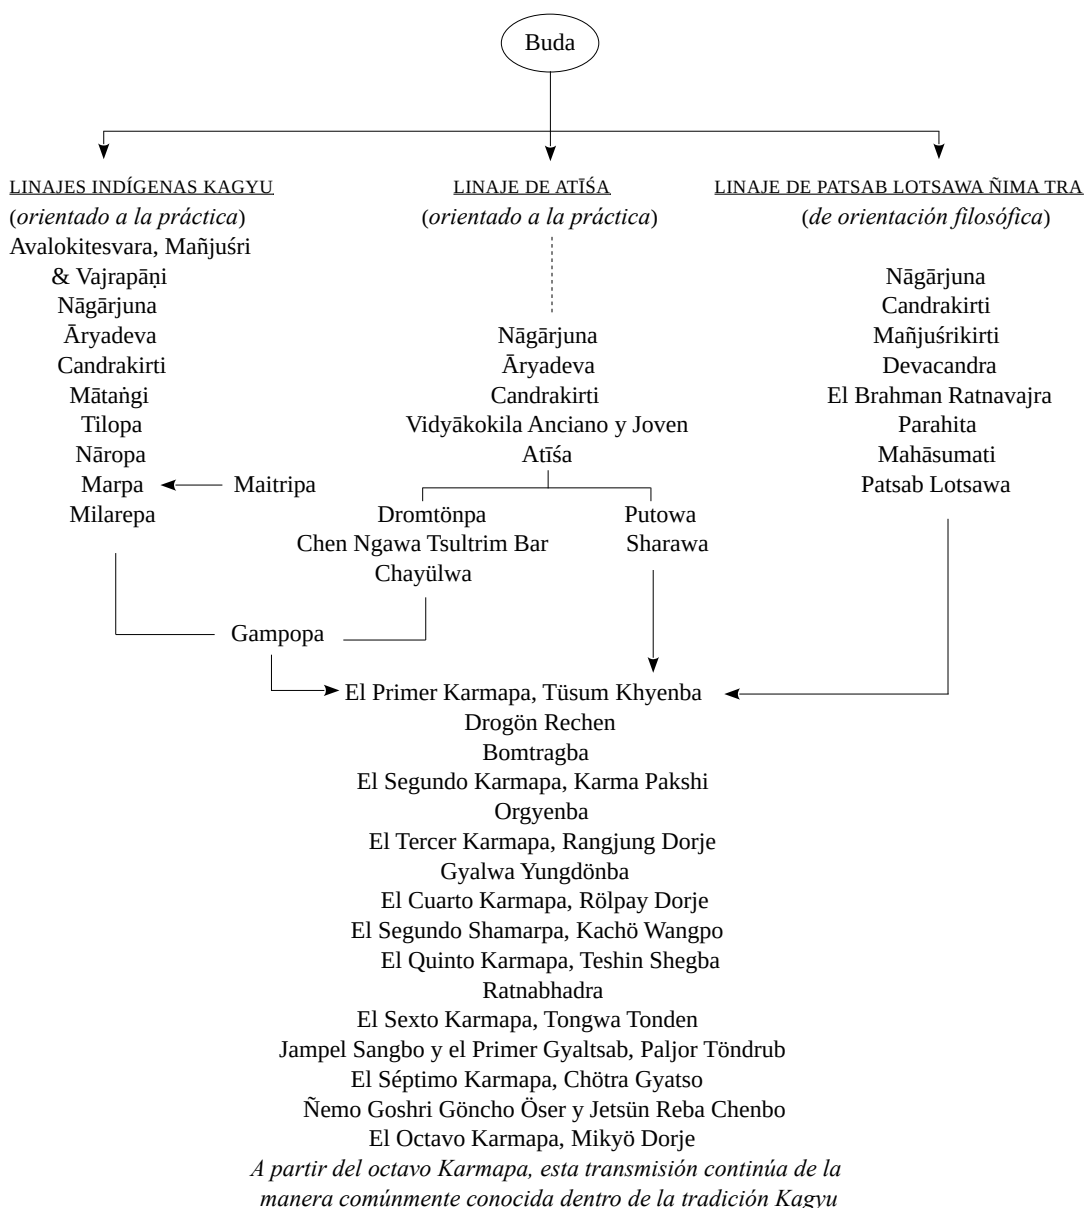 Buda
LINAJES INDÍGENAS KAGYU
(orientado a la práctica)
Avalokitesvara, Mañjuśri
& Vajrapāṇi
Nāgārjuna
Āryadeva
Candrakirti
Mātaṅgi
Tilopa
Nāropa
Marpa
Maitripa
Milarepa
LINAJE DE ATĪŚA
(orientado a la práctica)
Nāgārjuna
Āryadeva
Candrakirti
Vidyākokila Anciano y Joven
Atīśa
Dromtönpa
Chen Ngawa Tsultrim Bar
Chayülwa
Putowa
Sharawa
LINAJE DE PATSAB LOTSAWA ÑIMA TRA
(de orientación filosófica)
Nāgārjuna
Candrakirti
Mañjuśrikirti
Devacandra
El Brahman Ratnavajra
Parahita
Mahāsumati
Patsab Lotsawa
Gampopa
El Primer Karmapa, Tüsum Khyenba
Drogön Rechen
Bomtragba
El Segundo Karmapa, Karma Pakshi
Orgyenba
El Tercer Karmapa, Rangjung Dorje
Gyalwa Yungdönba
El Cuarto Karmapa, Rölpay Dorje
El Segundo Shamarpa, Kachö Wangpo
El Quinto Karmapa, Teshin Shegba
Ratnabhadra
El Sexto Karmapa, Tongwa Tonden
Jampel Sangbo y el Primer Gyaltsab, Paljor Töndrub
El Séptimo Karmapa, Chötra Gyatso
Ñemo Goshri Göncho Öser y Jetsün Reba Chenbo
El Octavo Karmapa, Mikyö Dorje
A partir del octavo Karmapa, esta transmisión continúa de la
manera comúnmente conocida dentro de la tradición Kagyu